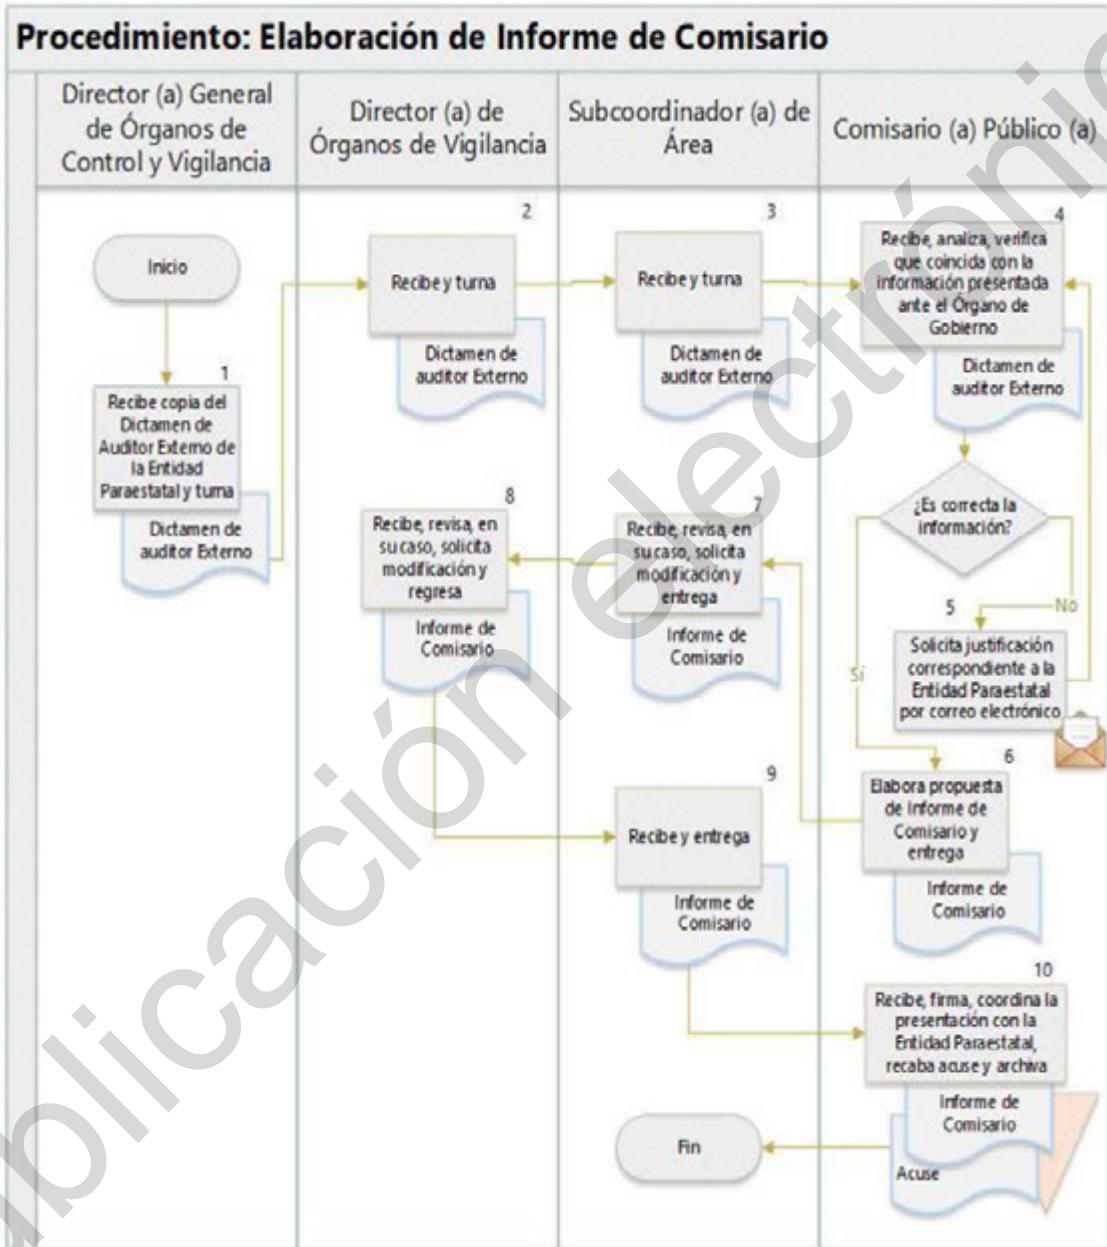 Procedimiento: Elaboración de Informe de Comisario
Director (a) General
de Órganos de
Control y Vigilancia
Director (a) de
Órganos de Vigilancia
Subcoordinador (a) de
Área
Comisario (a) Público (a)
Inicio
1
Recibe copia del
Dictamen de
Auditor Externo de
la Entidad
Paraestatal y turna
Dictamen de
auditor Externo
2
Recibe y turna
Dictamen de
auditor Externo
3
Recibe y turna
Dictamen de
auditor Externo
4
Recibe, analiza, verifica
que coincida con la
información presentada
ante el Órgano de
Gobierno
Dictamen de
auditor Externo
¿Es correcta la
información?
No
Sí
5
Solicita justificación
correspondiente a la
Entidad Paraestatal
por correo electrónico
6
Elabora propuesta
de Informe de
Comisario y
entrega
Informe de
Comisario
7
Recibe, revisa, en
su caso, solicita
modificación y
entrega
Informe de
Comisario
8
Recibe, revisa, en
su caso, solicita
modificación y
regresa
Informe de
Comisario
9
Recibe y entrega
Informe de
Comisario
10
Recibe, firma, coordina la
presentación con la
Entidad Paraestatal,
recaba acuse y archiva
Informe de
Comisario
Acuse
Fin
ublicación electrónic